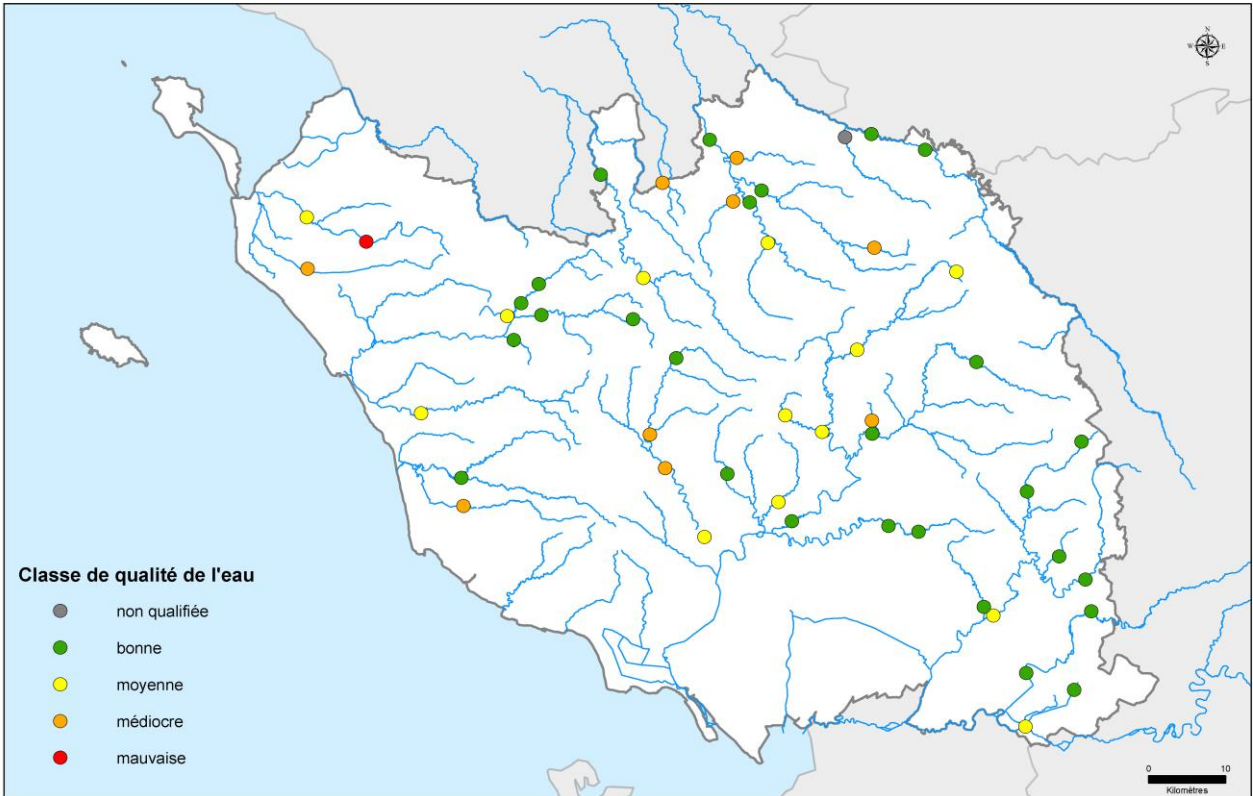 N
W E
S
Classe de qualité de l'eau
non qualifiée
bonne
moyenne
médiocre
mauvaise
0 10
Kilomètres